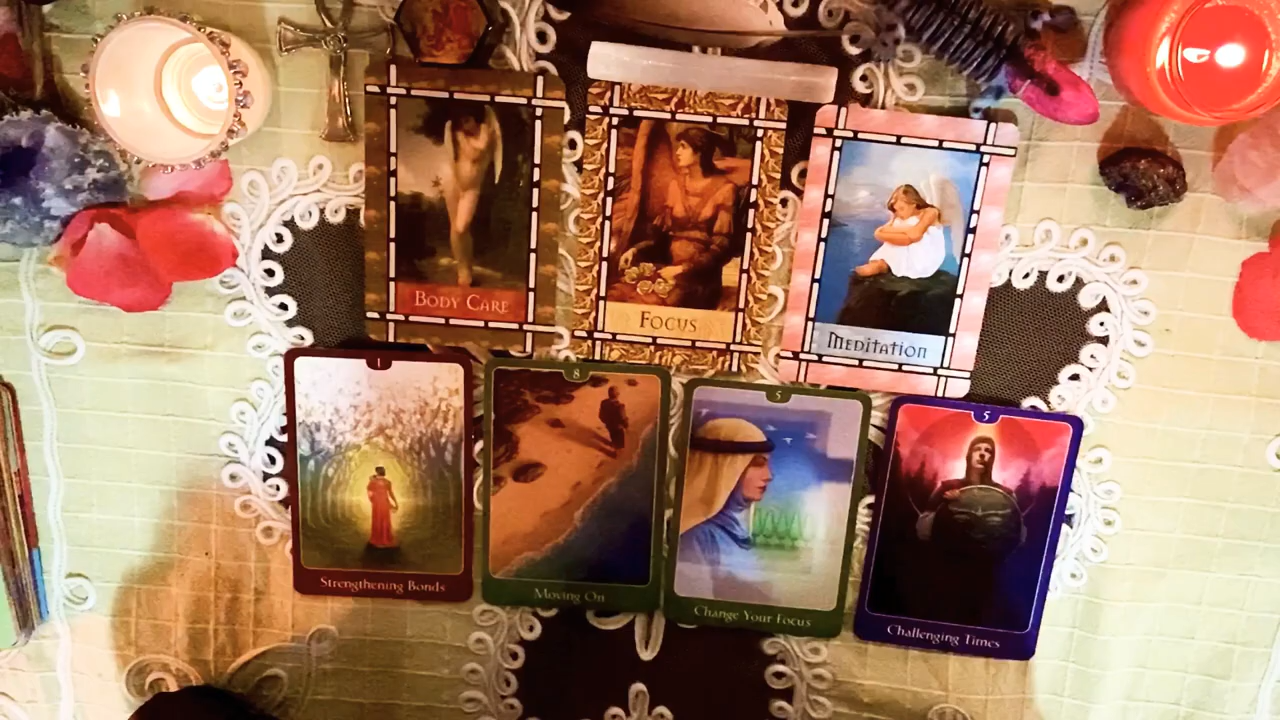 Body Care
Focus
Meditation
1
Strengthening Bonds
8
Moving On
5
Change Your Focus
5
Challenging Times